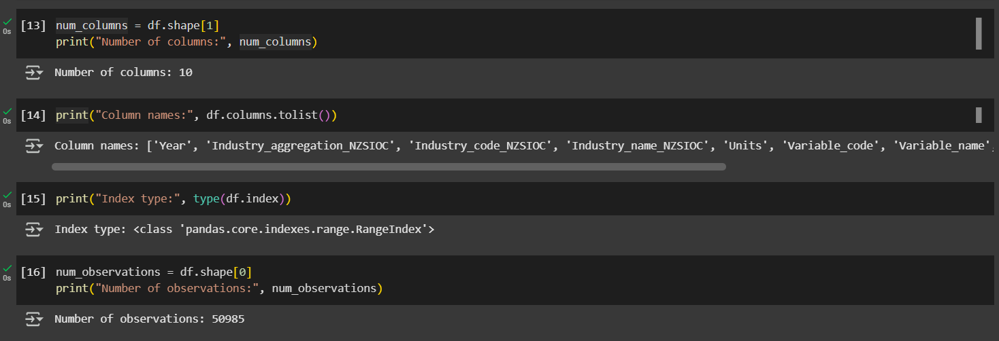 [13] num_columns = df.shape[1]
print("Number of columns:", num_columns)
0s
Number of columns: 10
[14] print("Column names:", df.columns.tolist())
0s
Column names: ['Year', 'Industry_aggregation_NZSIOC', 'Industry_code_NZSIOC', 'Industry_name_NZSIOC', 'Units', 'Variable_code', 'Variable_name',
[15] print("Index type:", type(df.index))
0s
Index type: <class 'pandas.core.indexes.range.RangeIndex'>
[16] num_observations = df.shape[0]
print("Number of observations:", num_observations)
0s
Number of observations: 50985